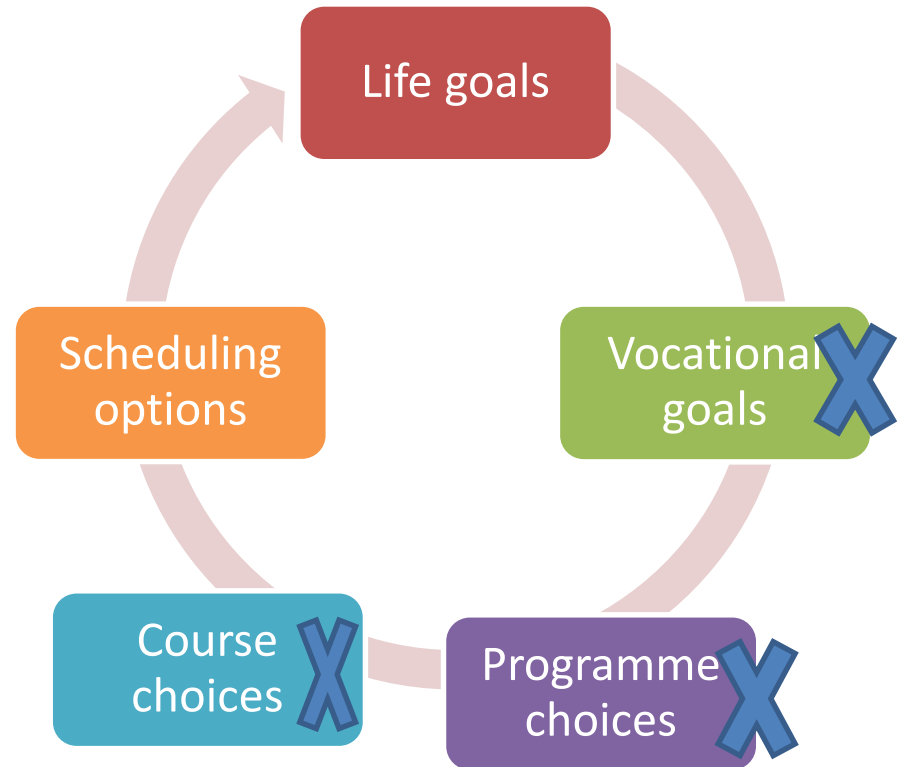 Life goals
Vocational
goals
Programme
choices
Course
choices
Scheduling
options